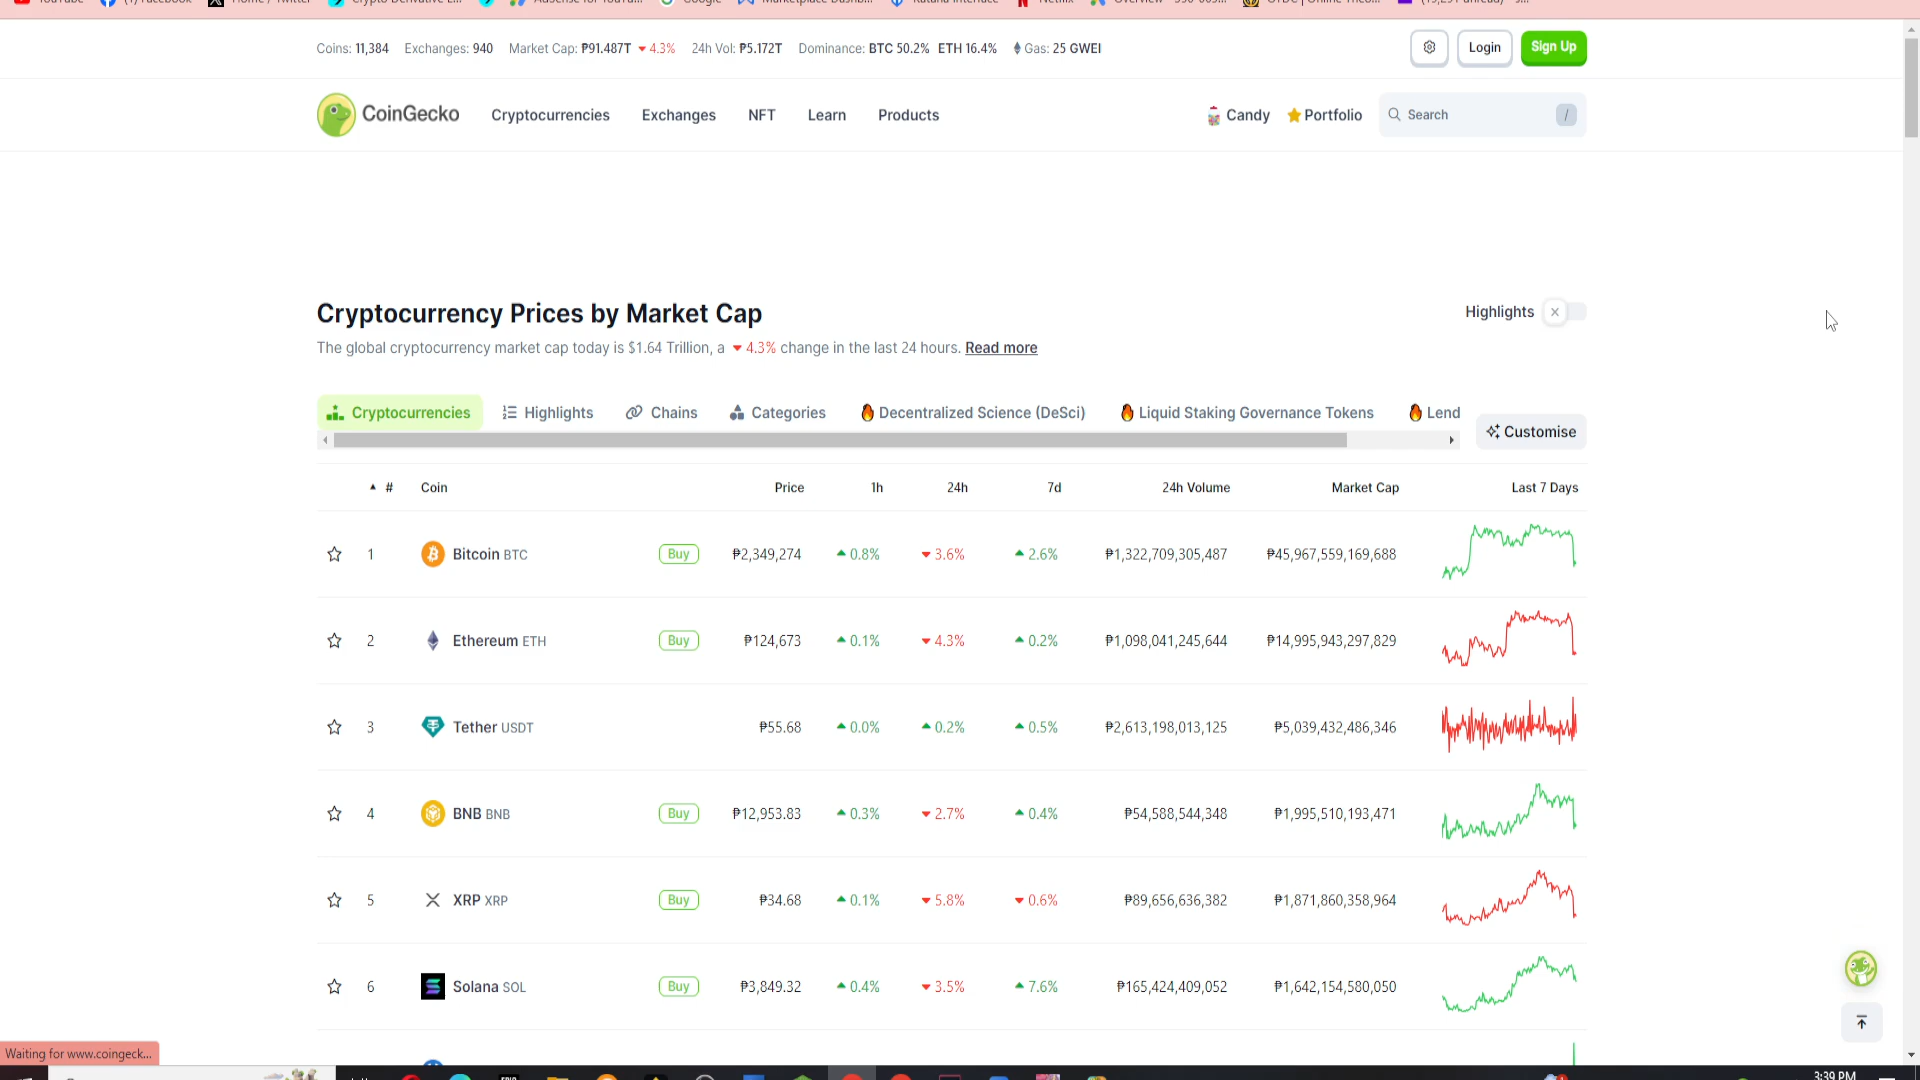 Coins: 11,384 Exchanges: 940 Market Cap: ₱91.487T 4.3% 24h Vol: ₱5.172T Dominance: BTC 50.2% ETH 16.4% Gas: 25 GWEI
Login
Sign Up
CoinGecko
Cryptocurrencies Exchanges NFT Learn Products
Candy Portfolio
Search /
Cryptocurrency Prices by Market Cap
Highlights
The global cryptocurrency market cap today is $1.64 Trillion, a 4.3% change in the last 24 hours. Read more
Cryptocurrencies Highlights Chains Categories Decentralized Science (DeSci) Liquid Staking Governance Tokens Lend
Customise
# Coin Price 1h 24h 7d 24h Volume Market Cap Last 7 Days
1 Bitcoin BTC Buy ₱2,349,274 0.8% 3.6% 2.6% ₱1,322,709,305,487 ₱45,967,559,169,688
2 Ethereum ETH Buy ₱124,673 0.1% 4.3% 0.2% ₱1,098,041,245,644 ₱14,995,943,297,829
3 Tether USDT ₱55.68 0.0% 0.2% 0.5% ₱2,613,198,013,125 ₱5,039,432,486,346
4 BNB BNB Buy ₱12,953.83 0.3% 2.7% 0.4% ₱54,588,544,348 ₱1,995,510,193,471
5 XRP XRP Buy ₱34.68 0.1% 5.8% 0.6% ₱89,656,636,382 ₱1,871,860,358,964
6 Solana SOL Buy ₱3,849.32 0.4% 3.5% 7.6% ₱165,424,409,052 ₱1,642,154,580,050
Waiting for www.coingeck...
3:39 PM